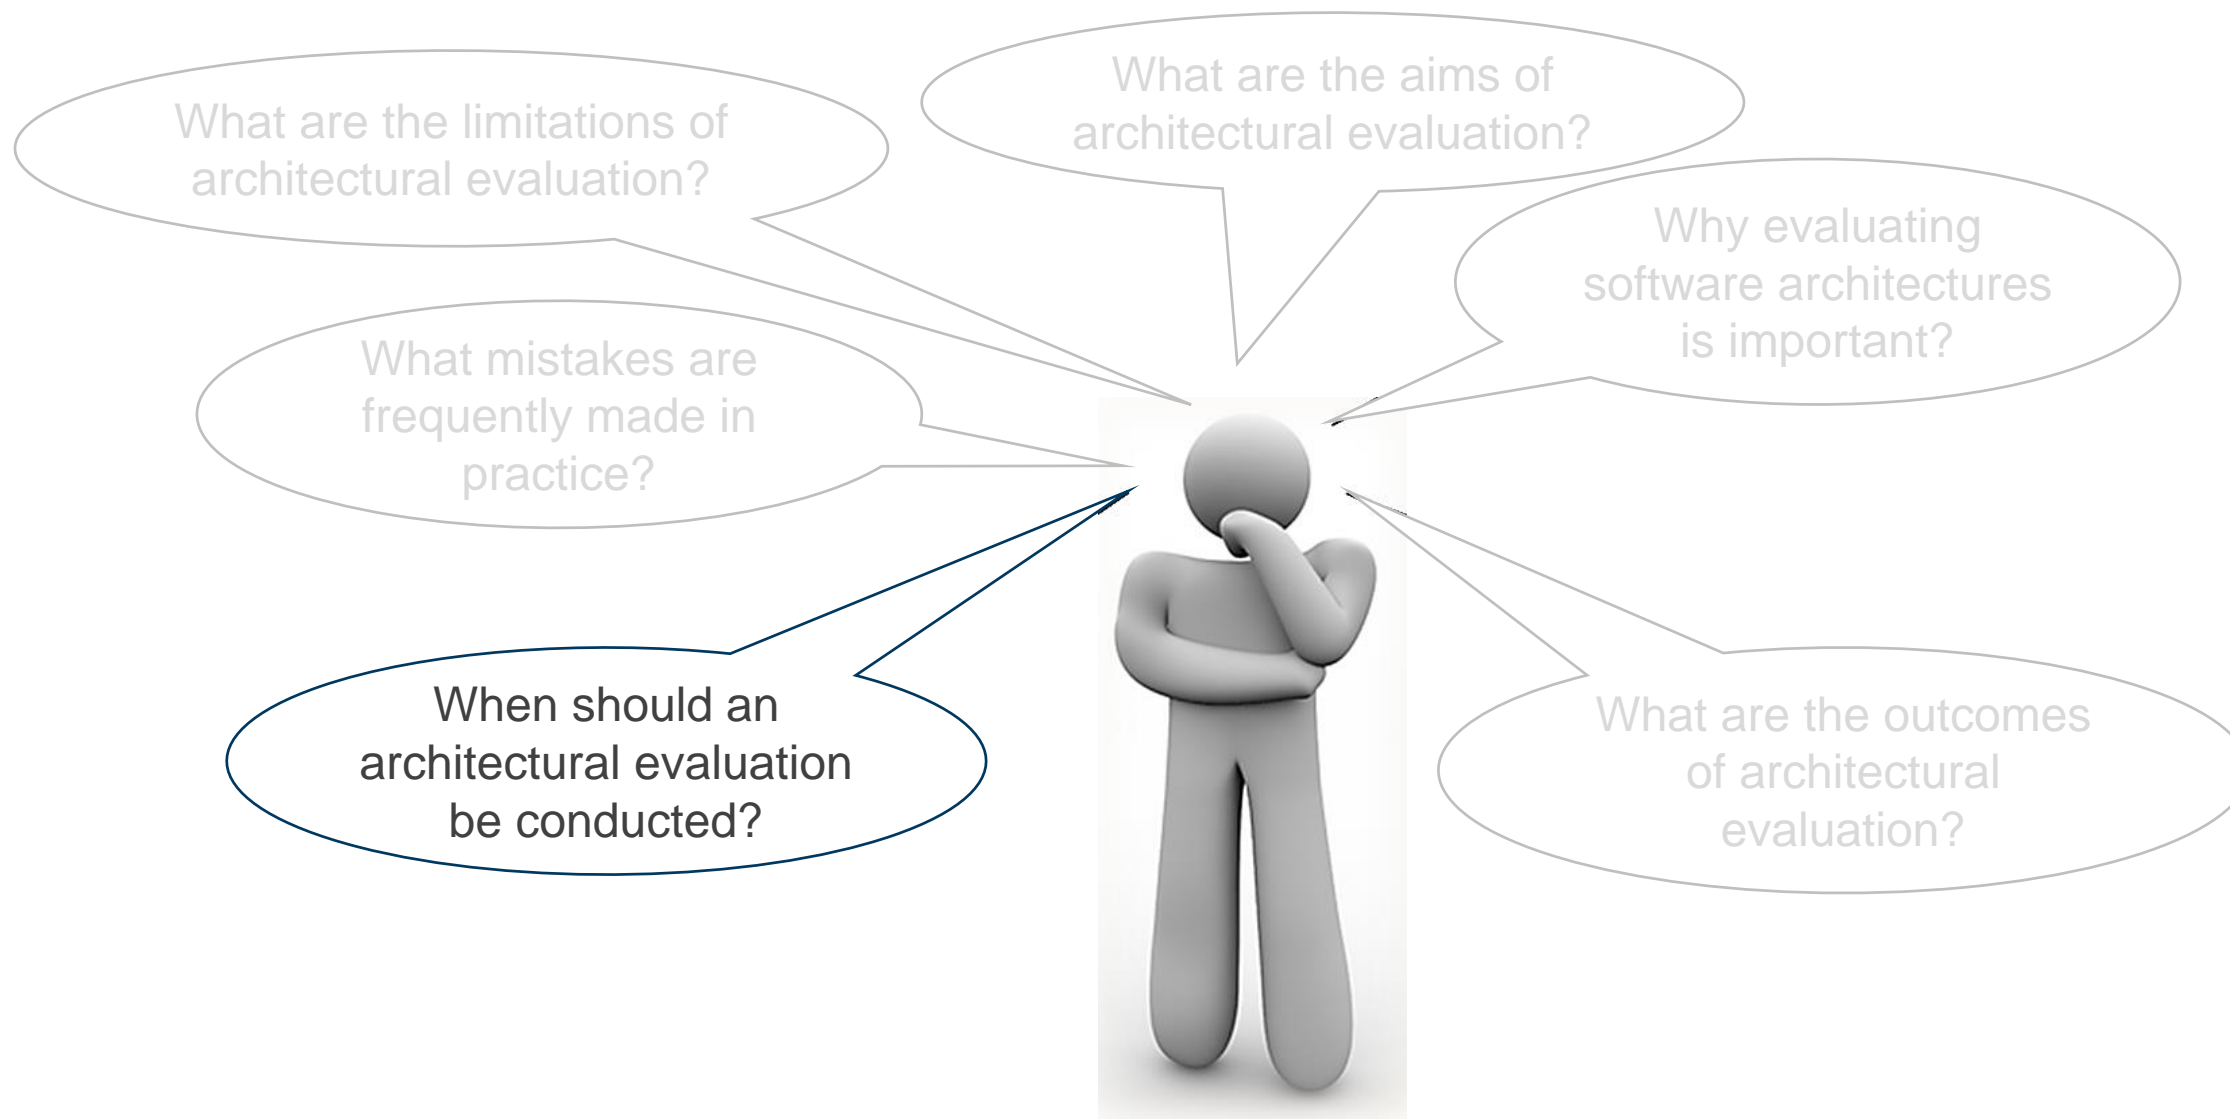 What are the limitations of
architectural evaluation?
What are the aims of
architectural evaluation?
Why evaluating
software architectures
is important?
What mistakes are
frequently made in
practice?
When should an
architectural evaluation
be conducted?
What are the outcomes
of architectural
evaluation?